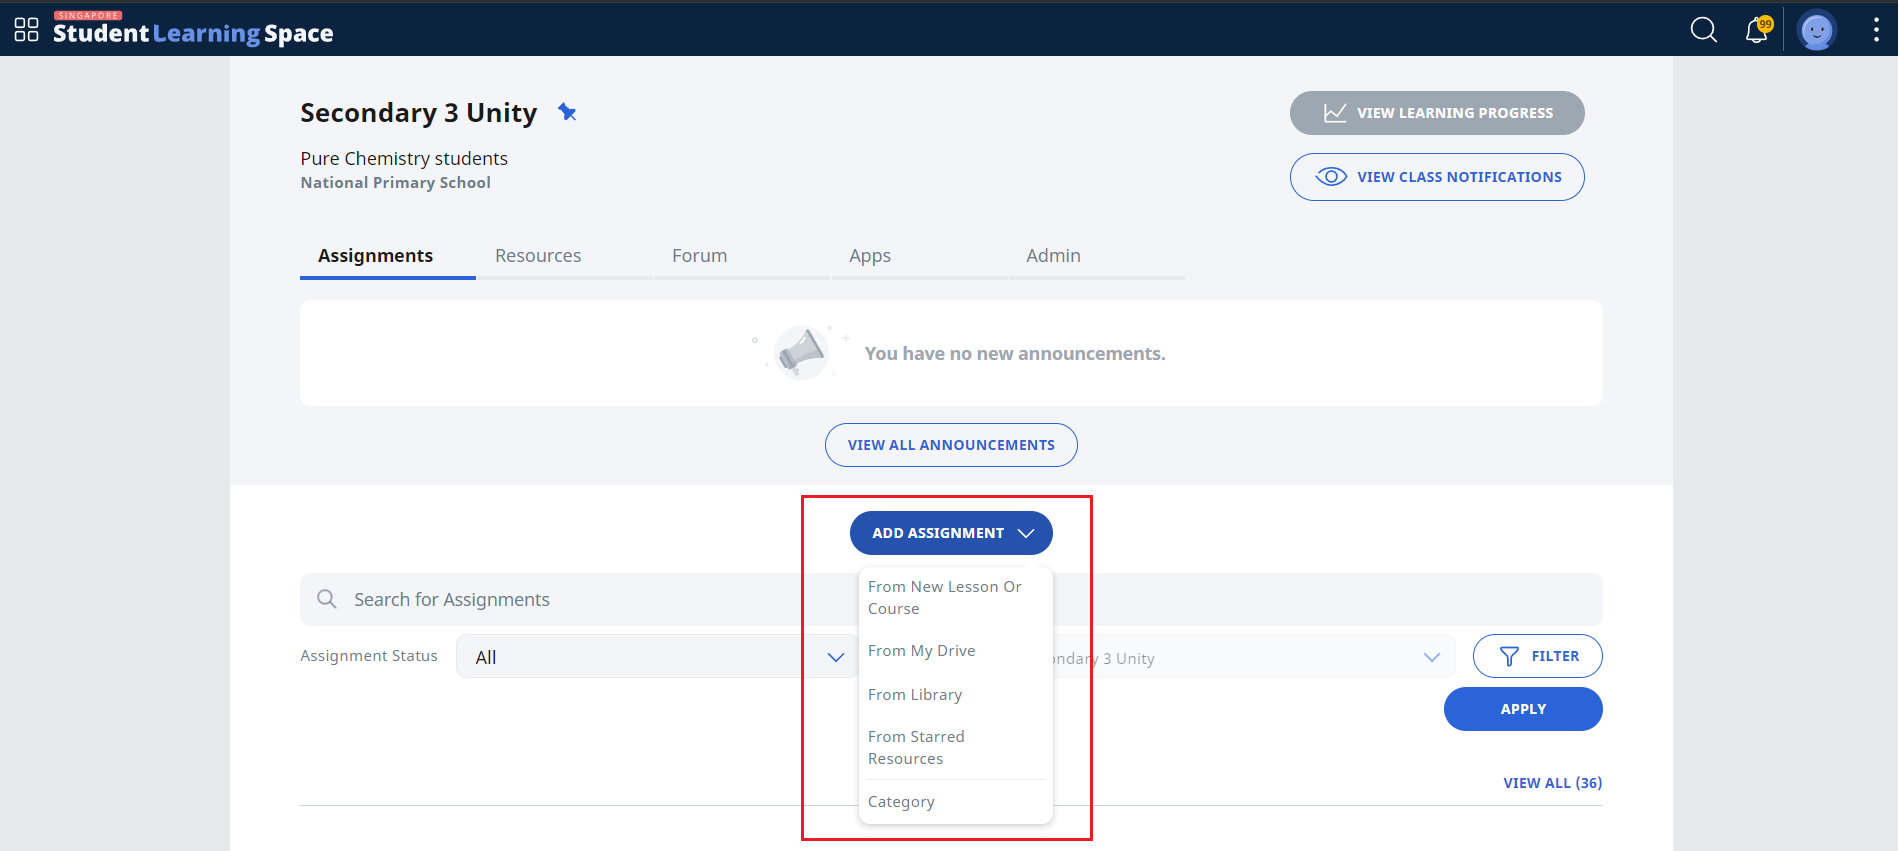 SINGAPORE
Student Learning Space
99
Secondary 3 Unity
VIEW LEARNING PROGRESS
Pure Chemistry students
National Primary School
VIEW CLASS NOTIFICATIONS
Assignments Resources Forum Apps Admin
You have no new announcements.
VIEW ALL ANNOUNCEMENTS
ADD ASSIGNMENT
From New Lesson Or
Course
From My Drive
From Library
From Starred
Resources
Category
Search for Assignments
Assignment Status All ondary 3 Unity FILTER
APPLY
VIEW ALL (36)